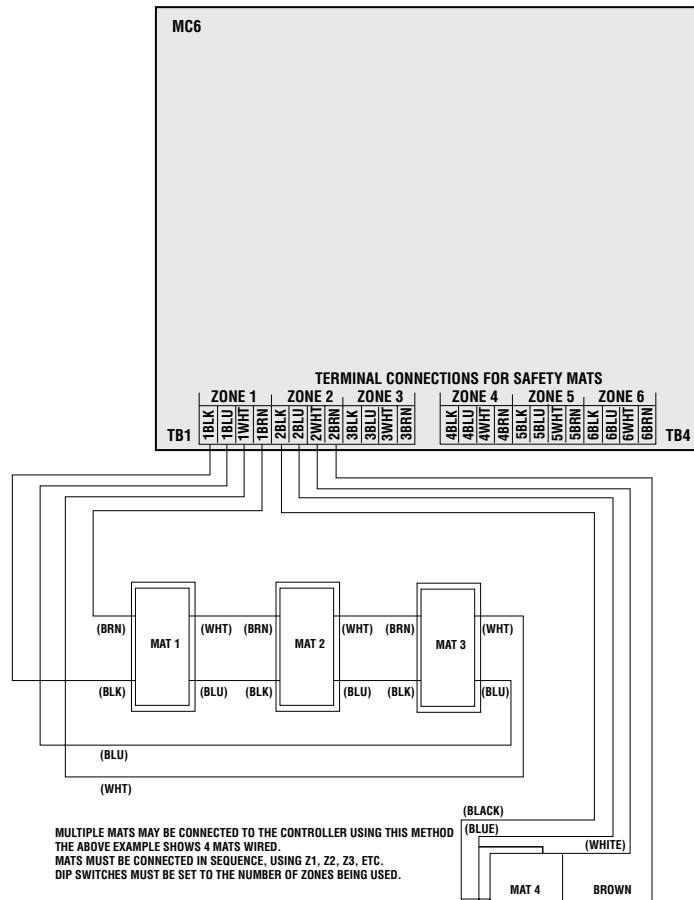 MC6
TERMINAL CONNECTIONS FOR SAFETY MATS
ZONE 1 ZONE 2 ZONE 3 ZONE 4 ZONE 5 ZONE 6
TB1 1BLK 1BLU 1WHT 1BRN 2BLK 2BLU 2WHT 2BRN 3BLK 3BLU 3WHT 3BRN 4BLK 4BLU 4WHT 4BRN 5BLK 5BLU 5WHT 5BRN 6BLK 6BLU 6WHT 6BRN TB4
(BRN) MAT 1 (WHT) (BRN) MAT 2 (WHT) (BRN) MAT 3 (WHT)
(BLK) (BLU) (BLK) (BLU) (BLK) (BLU)
(BLU)
(WHT)
(BLACK)
(BLUE)
(WHITE)
MULTIPLE MATS MAY BE CONNECTED TO THE CONTROLLER USING THIS METHOD
THE ABOVE EXAMPLE SHOWS 4 MATS WIRED.
MATS MUST BE CONNECTED IN SEQUENCE, USING Z1, Z2, Z3, ETC.
DIP SWITCHES MUST BE SET TO THE NUMBER OF ZONES BEING USED.
MAT 4 BROWN